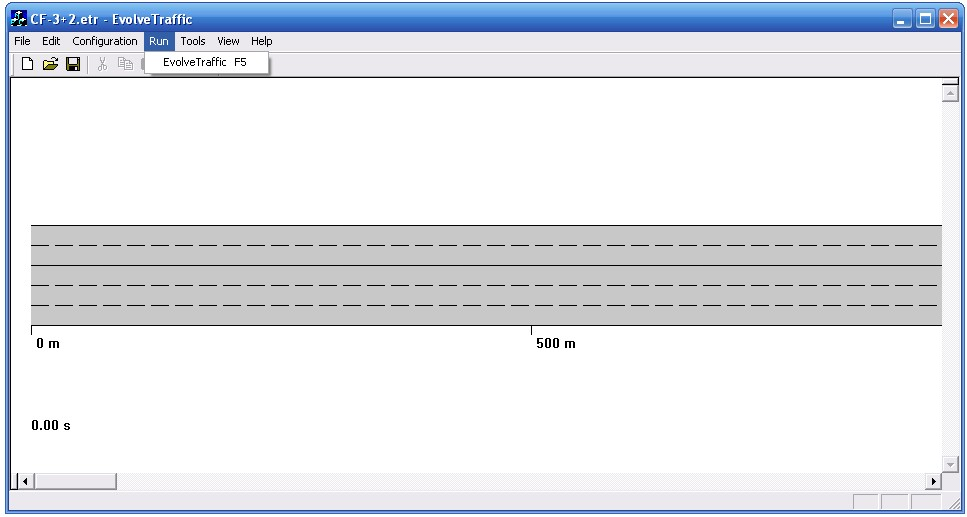 CF-3+2.etr - EvolveTraffic
File Edit Configuration Run Tools View Help
EvolveTraffic F5
0 m 500 m
0.00 s